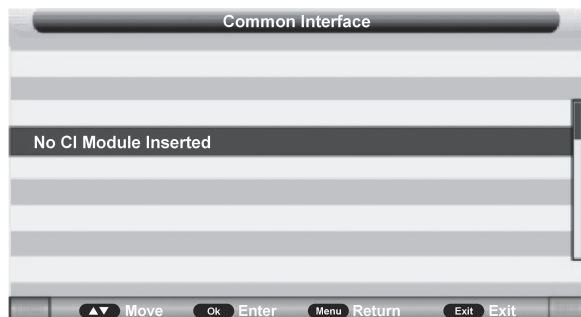 Common Interface
No CI Module Inserted
▲▼ Move Ok Enter Menu Return Exit Exit